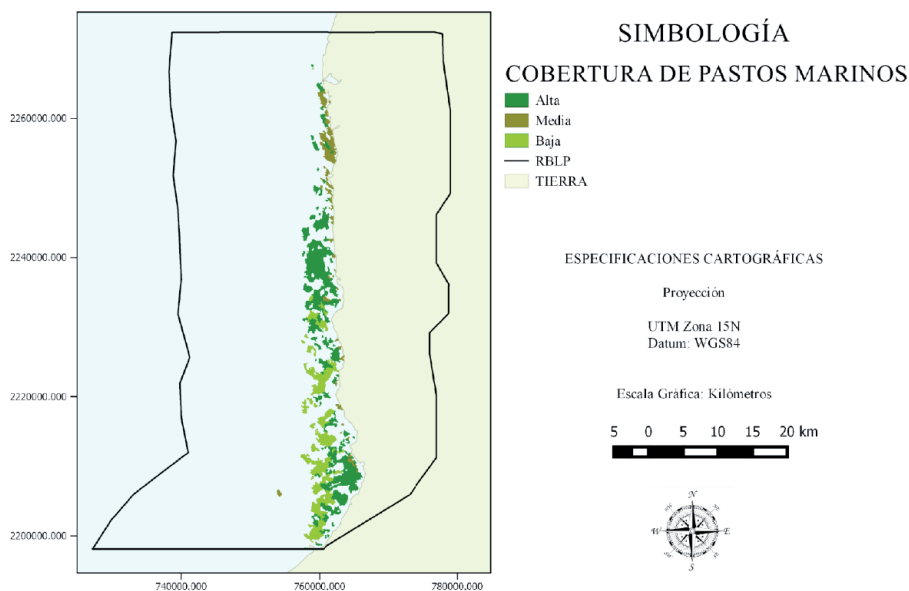 SIMBOLOGÍA
COBERTURA DE PASTOS MARINOS
Alta
Media
Baja
RBLP
TIERRA
ESPECIFICACIONES CARTOGRÁFICAS
Proyección
UTM Zona 15N
Datum: WGS84
Escala Gráfica: Kilómetros
5 0 5 10 15 20 km
N
W E
S
2260000.000
2240000.000
2220000.000
2200000.000
740000.000 760000.000 780000.000